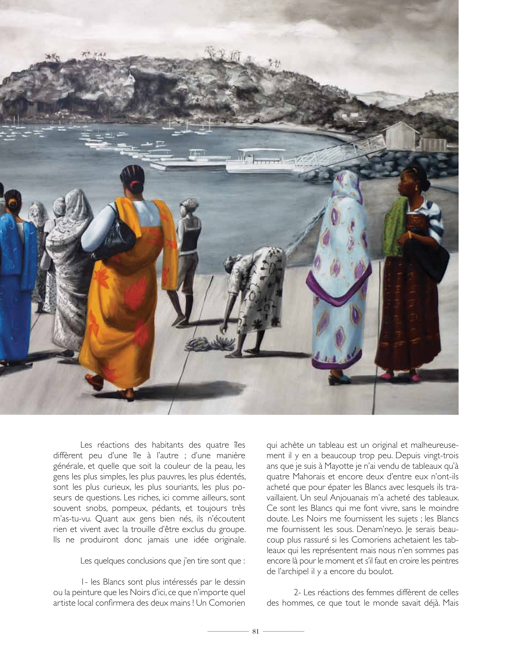 Les réactions des habitants des quatre îles
diffèrent peu d'une île à l'autre ; d'une manière
générale, et quelle que soit la couleur de la peau, les
gens les plus simples, les plus pauvres, les plus édentés,
sont les plus curieux, les plus souriants, les plus po-
seurs de questions. Les riches, ici comme ailleurs, sont
souvent snobs, pompeux, pédants, et toujours très
m'as-tu-vu. Quant aux gens bien nés, ils n'écoutent
rien et vivent avec la trouille d'être exclus du groupe.
Ils ne produiront donc jamais une idée originale.
Les quelques conclusions que j'en tire sont que :
1- les Blancs sont plus intéressés par le dessin
ou la peinture que les Noirs d'ici, ce que n'importe quel
artiste local confirmera des deux mains ! Un Comorien
qui achète un tableau est un original et malheureuse-
ment il y en a beaucoup trop peu. Depuis vingt-trois
ans que je suis à Mayotte je n'ai vendu de tableaux qu'à
quatre Mahorais et encore deux d'entre eux n'ont-ils
acheté que pour épater les Blancs avec lesquels ils tra-
vaillaient. Un seul Anjouanais m'a acheté des tableaux.
Ce sont les Blancs qui me font vivre, sans le moindre
doute. Les Noirs me fournissent les sujets ; les Blancs
me fournissent les sous. Denam'neyo. Je serais beau-
coup plus rassuré si les Comoriens achetaient les tab-
leaux qui les représentent mais nous n'en sommes pas
encore là pour le moment et s'il faut en croire les peintres
de l'archipel il y a encore du boulot.
2- Les réactions des femmes diffèrent de celles
des hommes, ce que tout le monde savait déjà. Mais
81